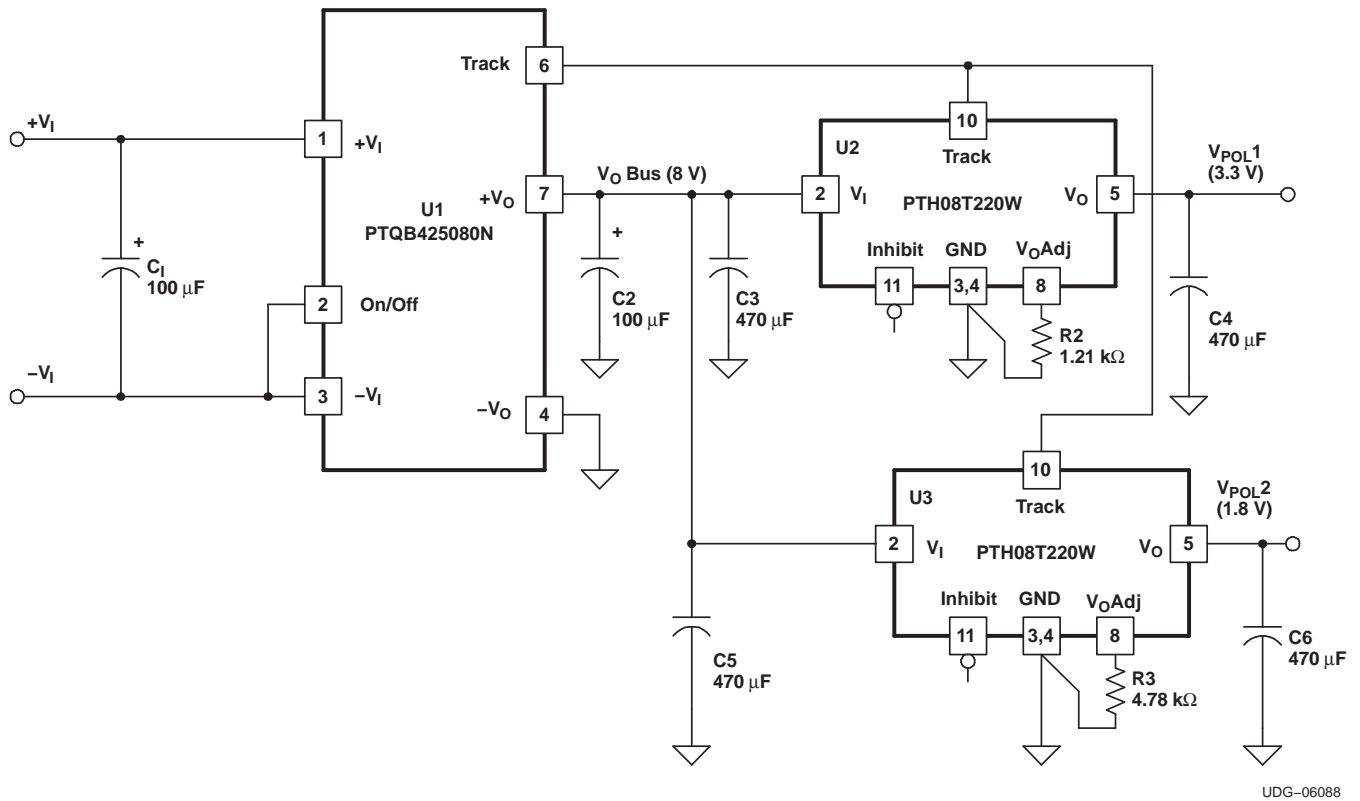 Track
6
+VI
1
+VI
U1
PTQB425080N
+
CI
100 μF
2
On/Off
−VI
3
−VI
+VO
7
−VO
4
VO Bus (8 V)
+
C2
100 μF
C3
470 μF
10
Track
U2
2
VI
PTH08T220W
VO
5
VPOL1
(3.3 V)
Inhibit
GND
VOAdj
11
3,4
8
R2
1.21 kΩ
C4
470 μF
10
Track
U3
2
VI
PTH08T220W
VO
5
VPOL2
(1.8 V)
Inhibit
GND
VOAdj
11
3,4
8
R3
4.78 kΩ
C5
470 μF
C6
470 μF
UDG−06088